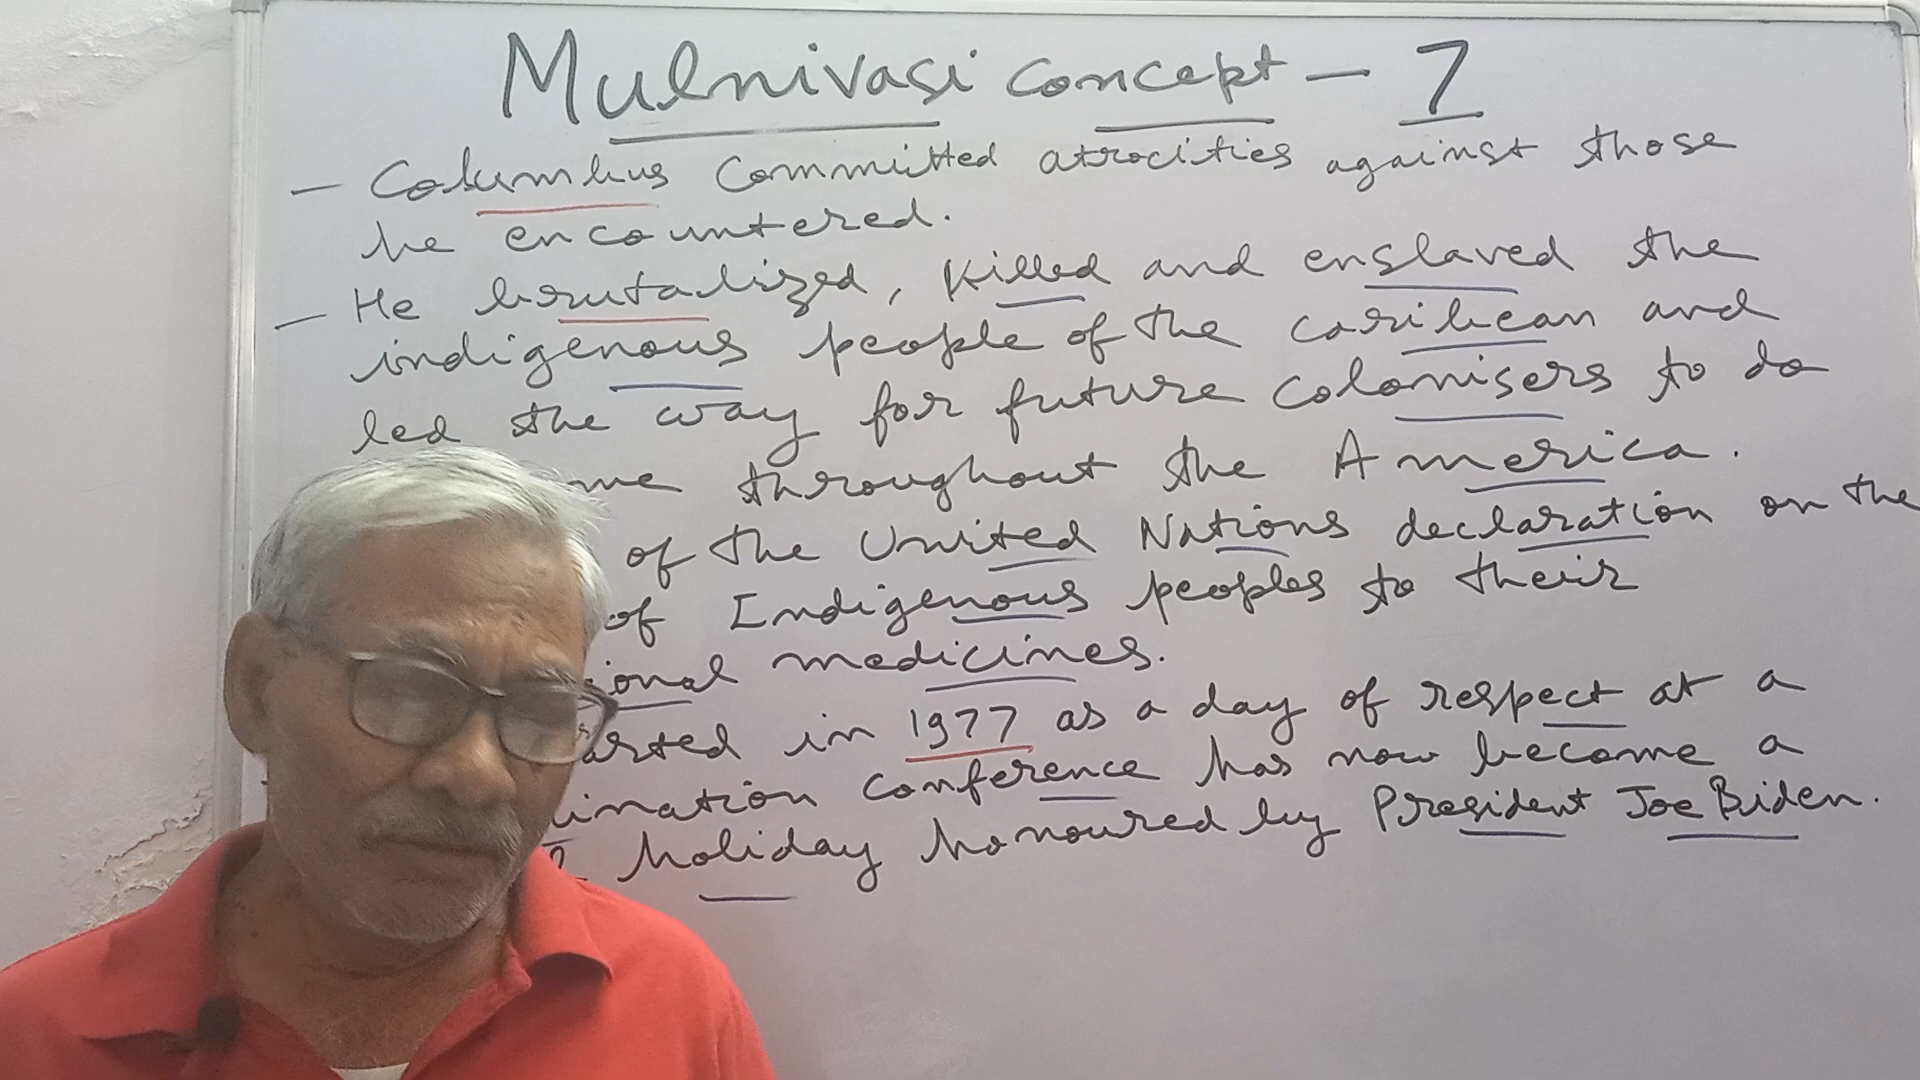 Mulnivasi concept - 7
- Columbus Committed atrocities against those
he encountered.
- He brutalized, killed and enslaved the
indigenous people of the caribean and
led the way for future colonisers to do
me throughout the America.
of the United Nations declaration on the
of Indigenous peoples to their
ional medicines.
arted in 1977 as a day of respect at a
ination conference has now become a
l holiday honoured by President Joe Biden.